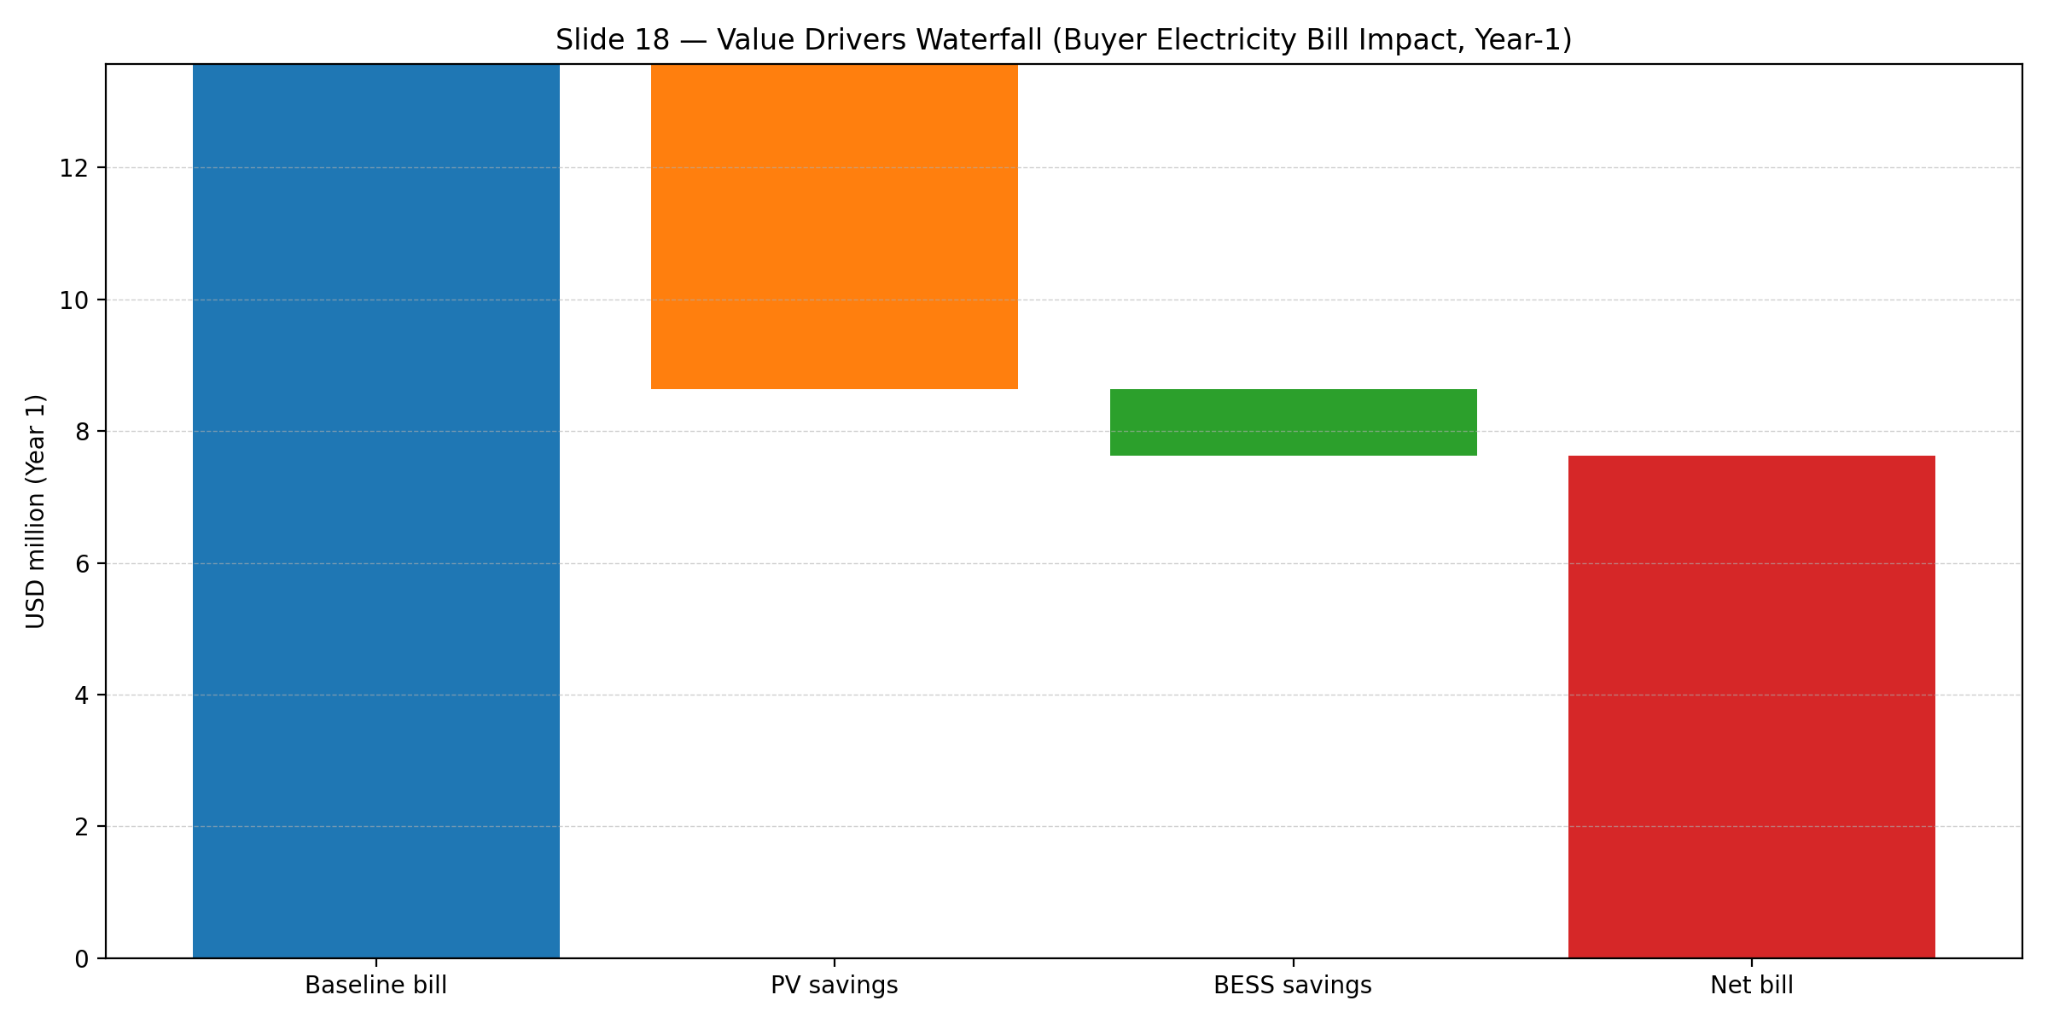 Slide 18 — Value Drivers Waterfall (Buyer Electricity Bill Impact, Year-1)
USD million (Year 1)
12
10
8
6
4
2
0
Baseline bill
PV savings
BESS savings
Net bill